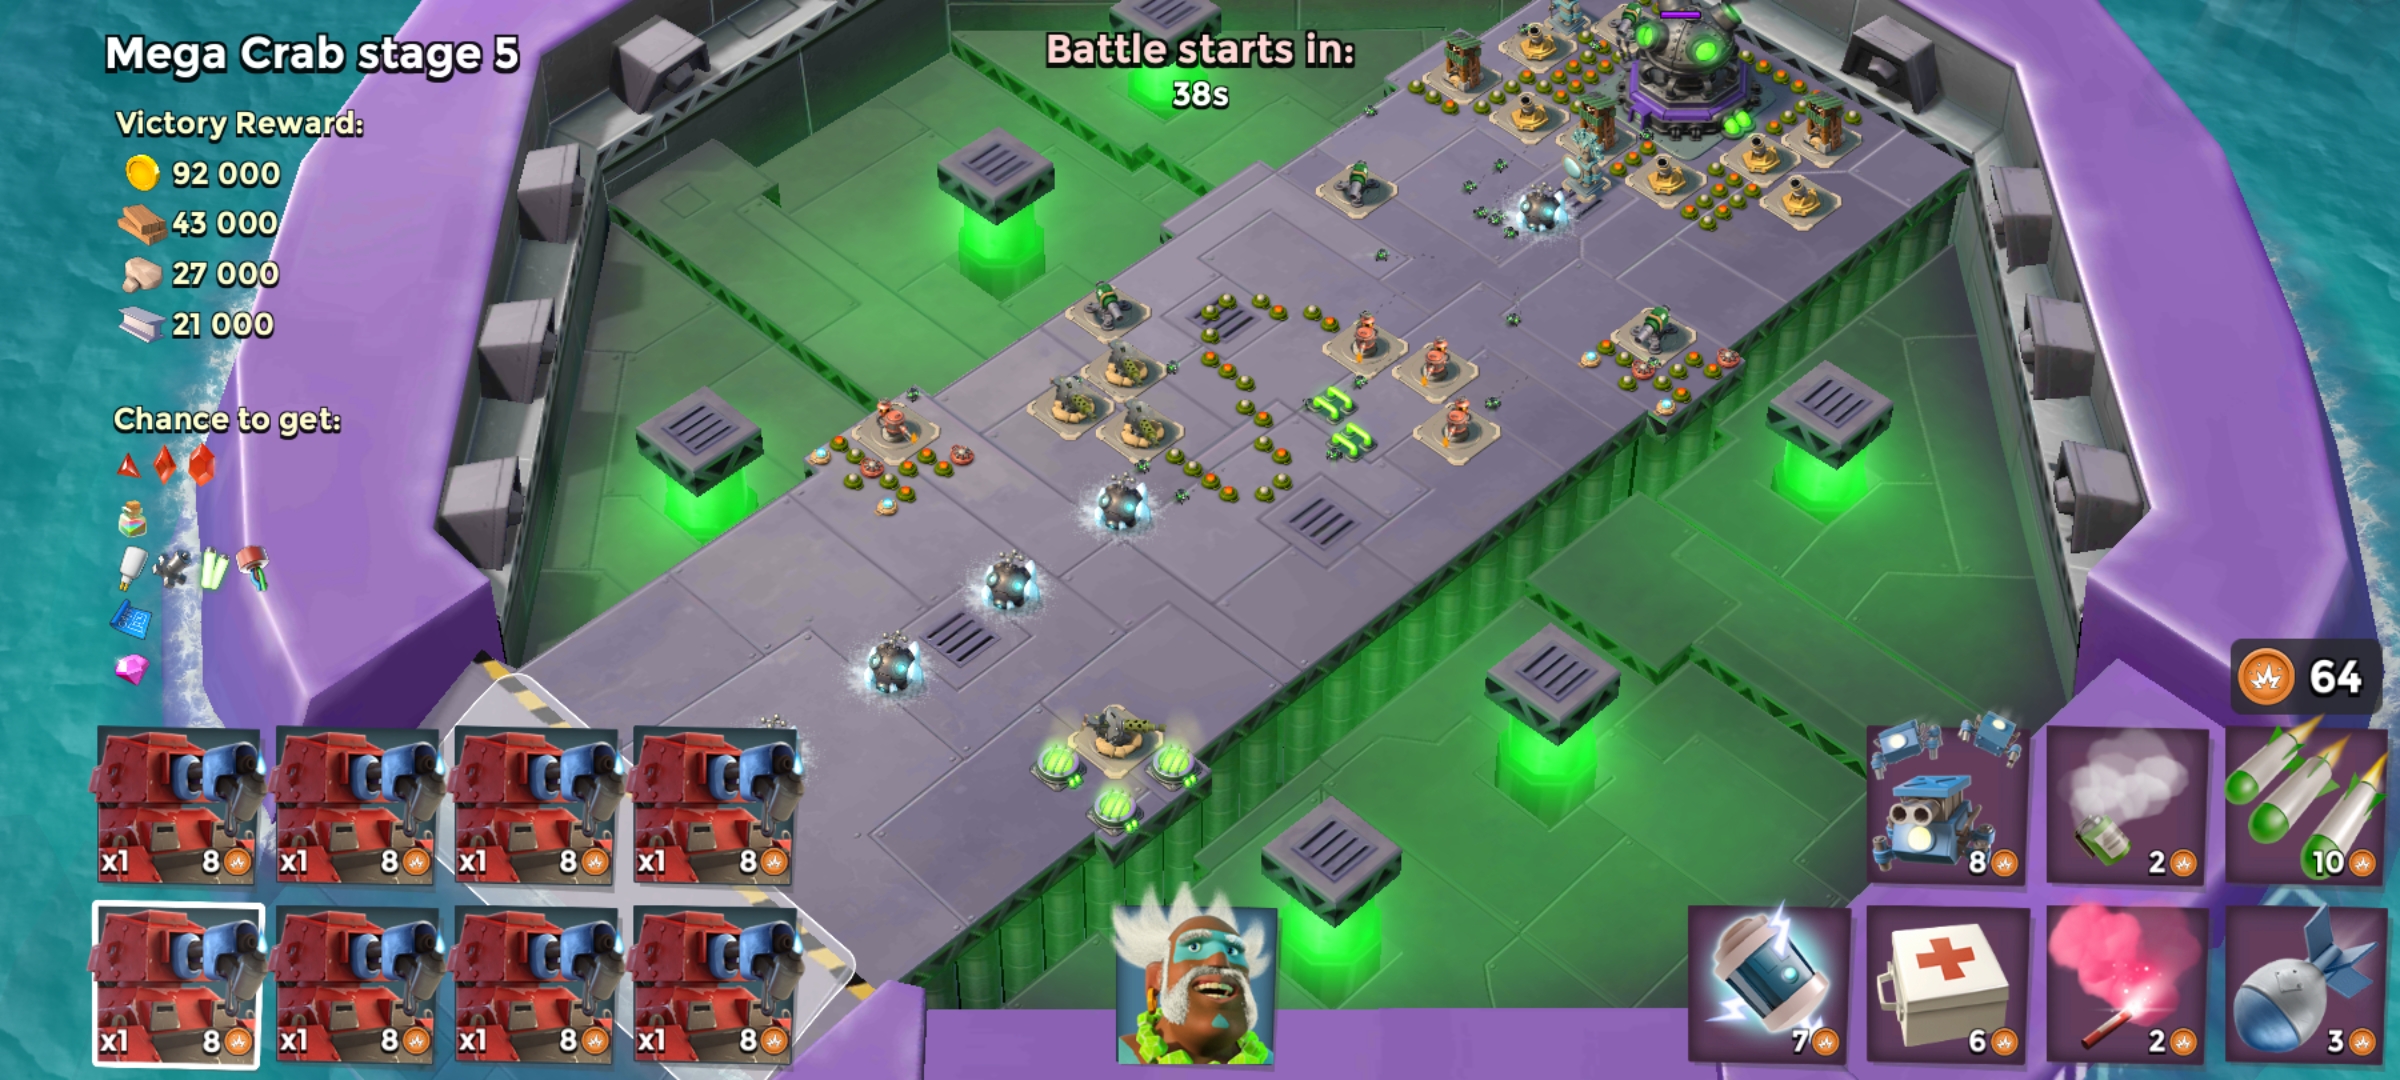 Mega Crab stage 5
Battle starts in:
38s
Victory Reward:
92 000
43 000
27 000
21 000
Chance to get:
64
x1 8
x1 8
x1 8
x1 8
8
2
10
x1 8
x1 8
x1 8
x1 8
7
6
2
3